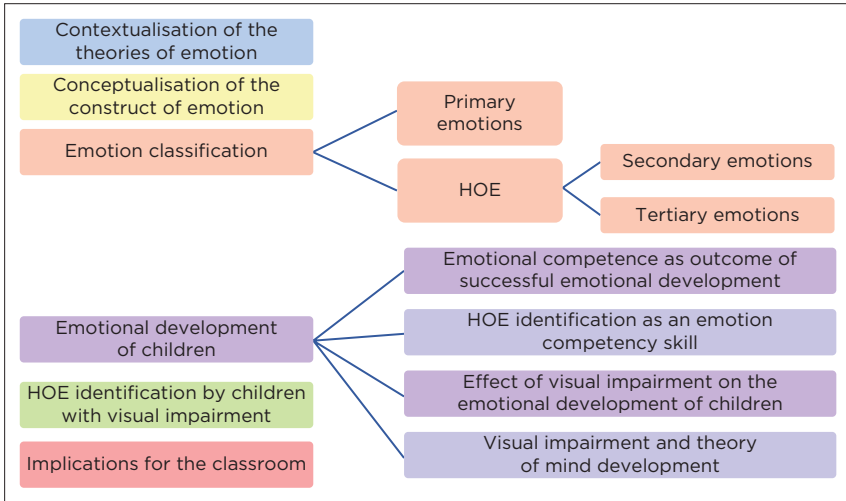 Contextualisation of the
theories of emotion
Conceptualisation of the
construct of emotion
Emotion classification
Primary
emotions
HOE
Secondary emotions
Tertiary emotions
Emotional development
of children
Emotional competence as outcome of
successful emotional development
HOE identification as an emotion
competency skill
Effect of visual impairment on the
emotional development of children
Visual impairment and theory
of mind development
HOE identification by children
with visual impairment
Implications for the classroom